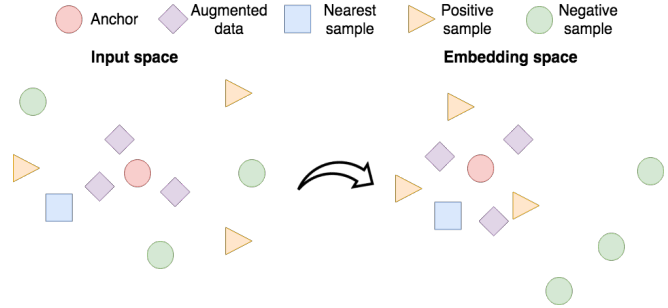 Anchor
Augmented
data
Nearest
sample
Positive
sample
Negative
sample
Input space
Embedding space